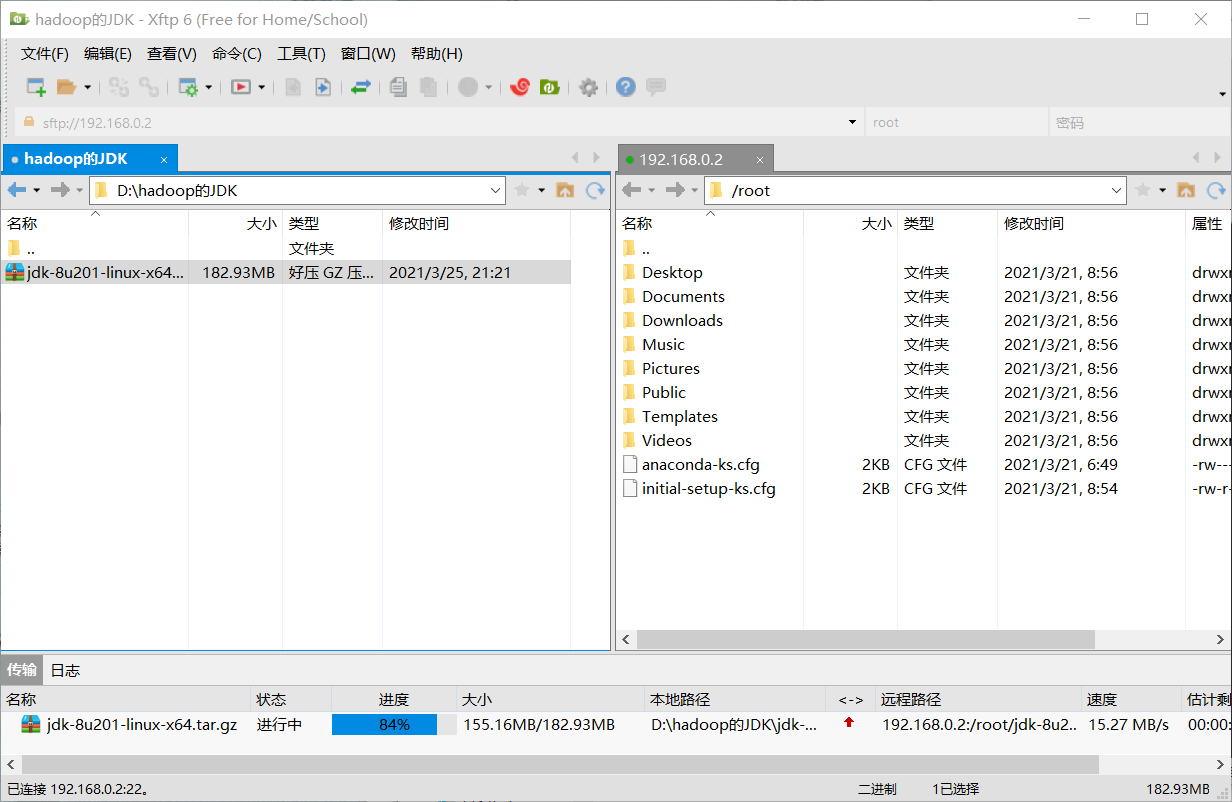 hadoop的JDK - Xftp 6 (Free for Home/School)
文件(F) 编辑(E) 查看(V) 命令(C) 工具(T) 窗口(W) 帮助(H)
sftp://192.168.0.2 root 密码
hadoop的JDK × 192.168.0.2 ×
D:\hadoop的JDK /root
名称 大小 类型 修改时间 名称 大小 类型 修改时间 属性
.. 文件夹 ..
jdk-8u201-linux-x64... 182.93MB 好压 GZ 压... 2021/3/25, 21:21 Desktop 文件夹 2021/3/21, 8:56 drwx
Documents 文件夹 2021/3/21, 8:56 drwx
Downloads 文件夹 2021/3/21, 8:56 drwx
Music 文件夹 2021/3/21, 8:56 drwx
Pictures 文件夹 2021/3/21, 8:56 drwx
Public 文件夹 2021/3/21, 8:56 drwx
Templates 文件夹 2021/3/21, 8:56 drwx
Videos 文件夹 2021/3/21, 8:56 drwx
anaconda-ks.cfg 2KB CFG 文件 2021/3/21, 6:49 -rw---
initial-setup-ks.cfg 2KB CFG 文件 2021/3/21, 8:54 -rw-r-
传输 日志
名称 状态 进度 大小 本地路径 <-> 远程路径 速度 估计剩
jdk-8u201-linux-x64.tar.gz 进行中 84% 155.16MB/182.93MB D:\hadoop的JDK\jdk-... 192.168.0.2:/root/jdk-8u2.. 15.27 MB/s 00:00:
已连接 192.168.0.2:22。 二进制 1已选择 182.93MB